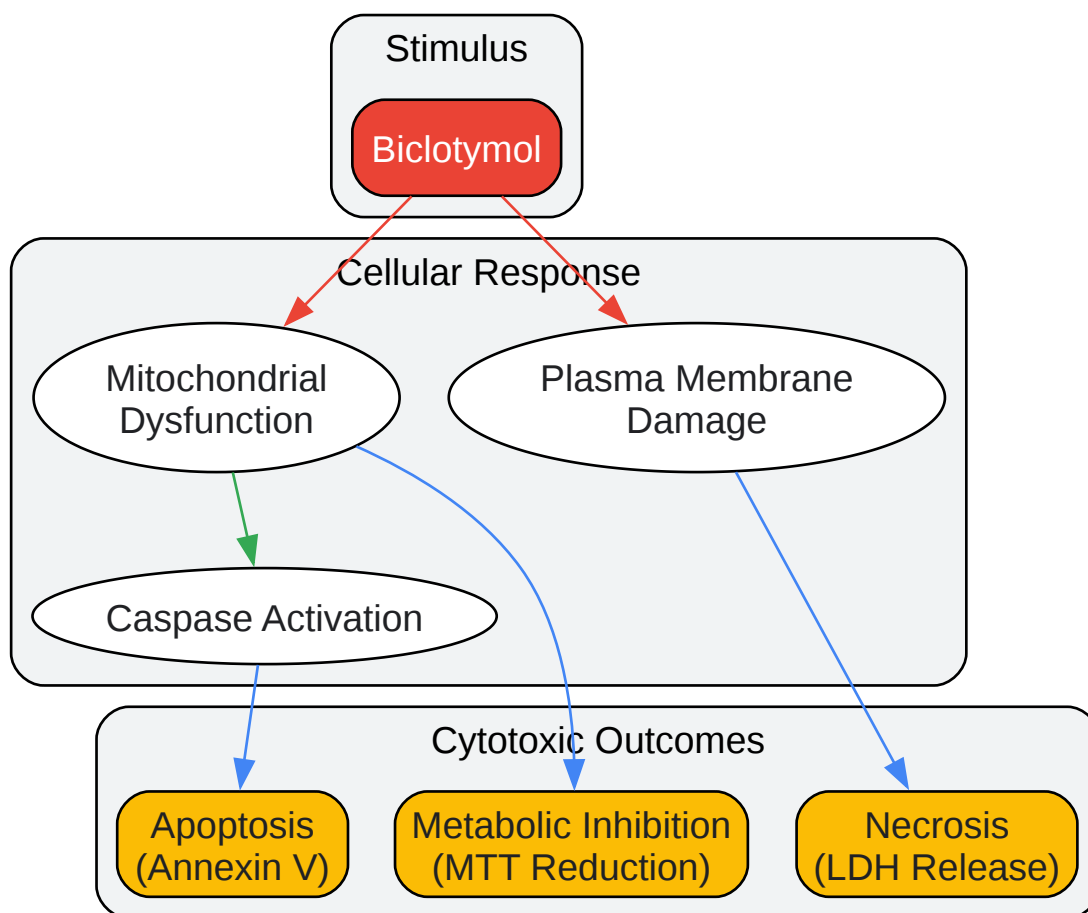 Stimulus
Biclotymol
Cellular Response
Mitochondrial
Dysfunction
Plasma Membrane
Damage
Caspase Activation
Cytotoxic Outcomes
Apoptosis
(Annexin V)
Metabolic Inhibition
(MTT Reduction)
Necrosis
(LDH Release)